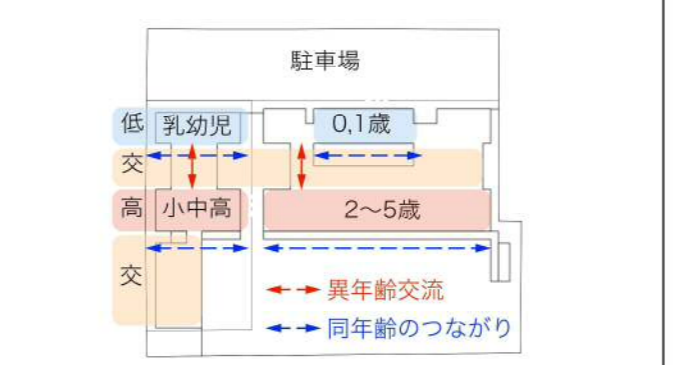 駐車場
低 乳幼児 0,1歳
交
高 小中高 2〜5歳
交
異年齢交流
同年齢のつながり